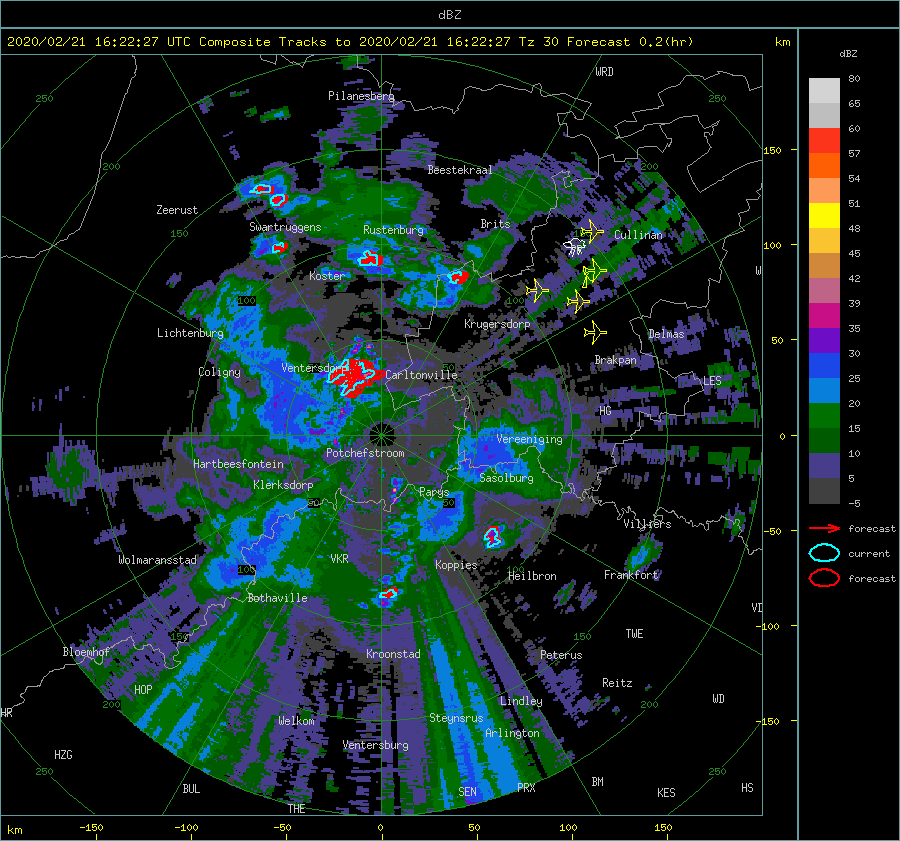 dBZ
2020/02/21 16:22:27 UTC Composite Tracks to 2020/02/21 16:22:27 Tz 30 Forecast 0.2(hr)
km
dBZ
WRD
80
250
Pilanesberg
250
65
60
150
57
200
Beestekraal
200
54
Zeerust
51
Swartruggens
Brits
48
150
Rustenburg
Cullinan
100
45
Koster
W
42
100
100
39
Krugersdorp
35
Lichtenburg
Delmas
50
30
Brakpan
Coligny
Ventersdorp
Carltonville
LES
25
HG
20
Vereeniging
0
15
Potchefstroom
Hartbeesfontein
10
Sasolburg
Klerksdorp
Parys
5
50
50
-5
Villiers
forecast
-50
VKR
current
Wolmaransstad
Koppies
100
100
Heilbron
Frankfort
forecast
Bothaville
VI
-100
150
150
TWE
Bloemhof
Kroonstad
Peterus
HOP
Reitz
Lindley
WD
200
200
HR
Welkom
Steynsrus
-150
Arlington
Ventersburg
HZG
250
250
BM
BUL
SEN
PRX
KES
HS
THE
km
-150
-100
-50
0
50
100
150